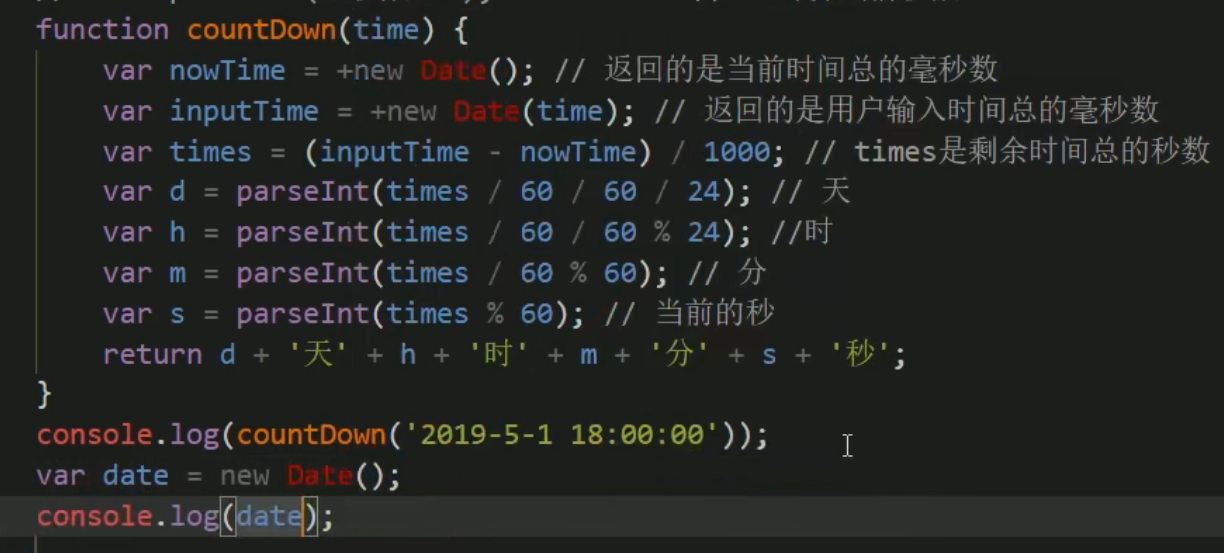 function countDown(time) {
var nowTime = +new Date(); // 返回的是当前时间总的毫秒数
var inputTime = +new Date(time); // 返回的是用户输入时间总的毫秒数
var times = (inputTime - nowTime) / 1000; // times是剩余时间总的秒数
var d = parseInt(times / 60 / 60 / 24); // 天
var h = parseInt(times / 60 / 60 % 24); //时
var m = parseInt(times / 60 % 60); // 分
var s = parseInt(times % 60); // 当前的秒
return d + '天' + h + '时' + m + '分' + s + '秒';
}
console.log(countDown('2019-5-1 18:00:00'));
var date = new Date();
console.log(date);